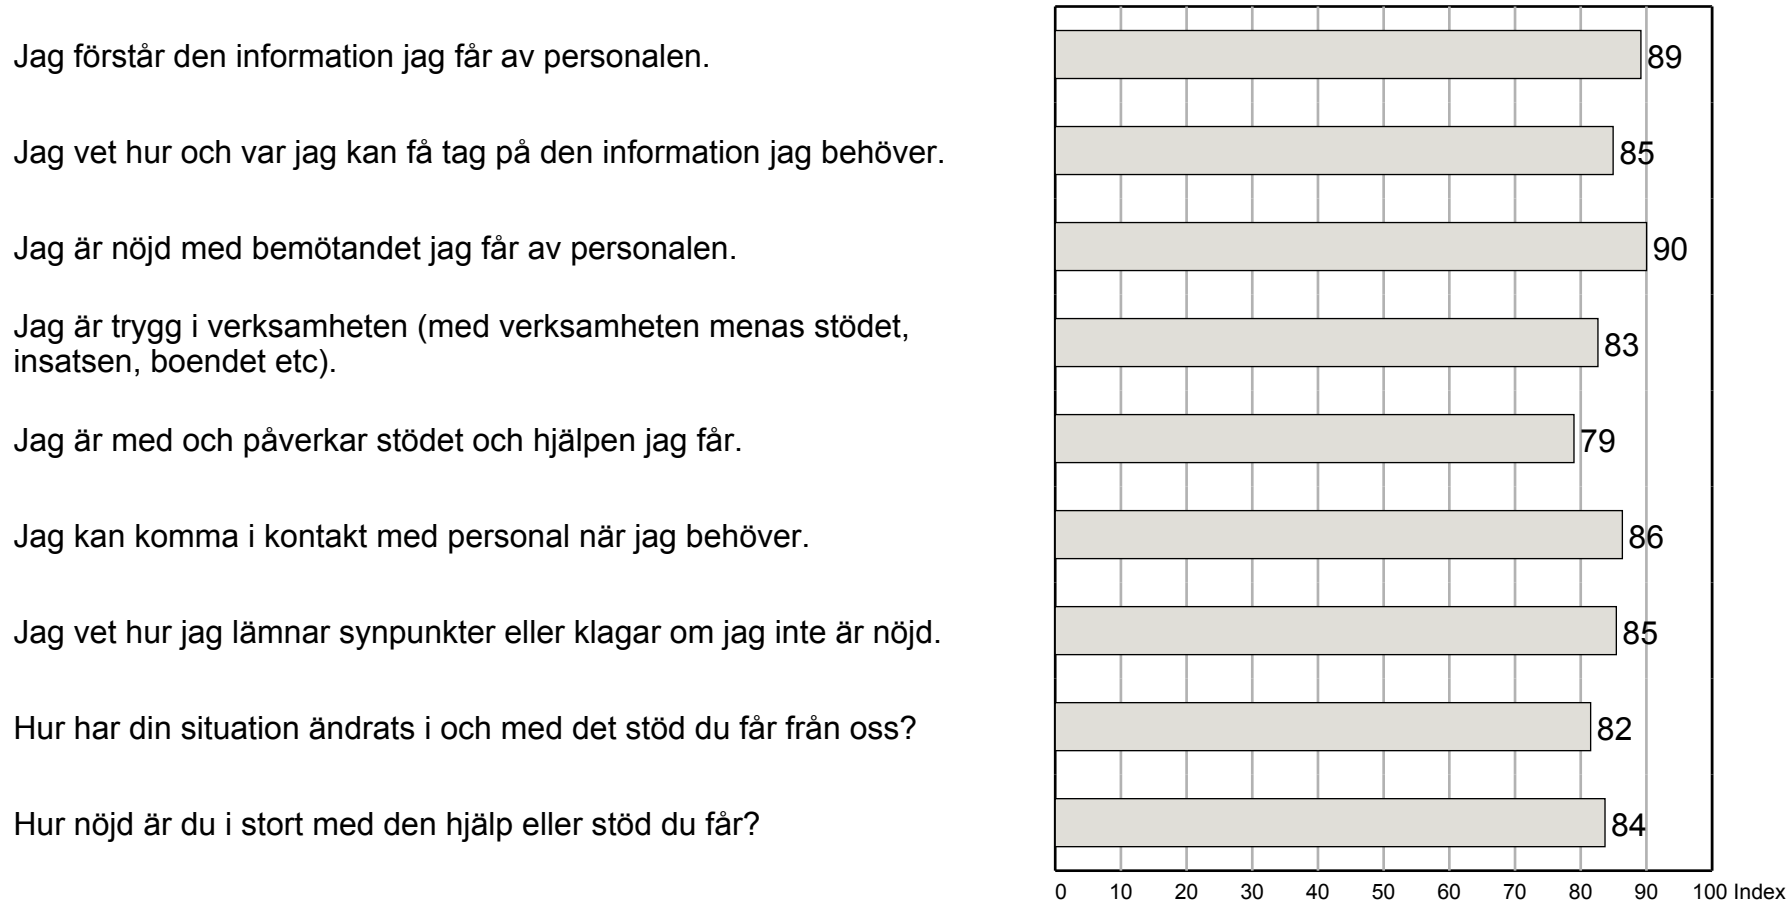 Jag förstår den information jag får av personalen.
89
Jag vet hur och var jag kan få tag på den information jag behöver.
85
Jag är nöjd med bemötandet jag får av personalen.
90
Jag är trygg i verksamheten (med verksamheten menas stödet,
insatsen, boendet etc).
83
Jag är med och påverkar stödet och hjälpen jag får.
79
Jag kan komma i kontakt med personal när jag behöver.
86
Jag vet hur jag lämnar synpunkter eller klagar om jag inte är nöjd.
85
Hur har din situation ändrats i och med det stöd du får från oss?
82
Hur nöjd är du i stort med den hjälp eller stöd du får?
84
0 10 20 30 40 50 60 70 80 90 100 Index